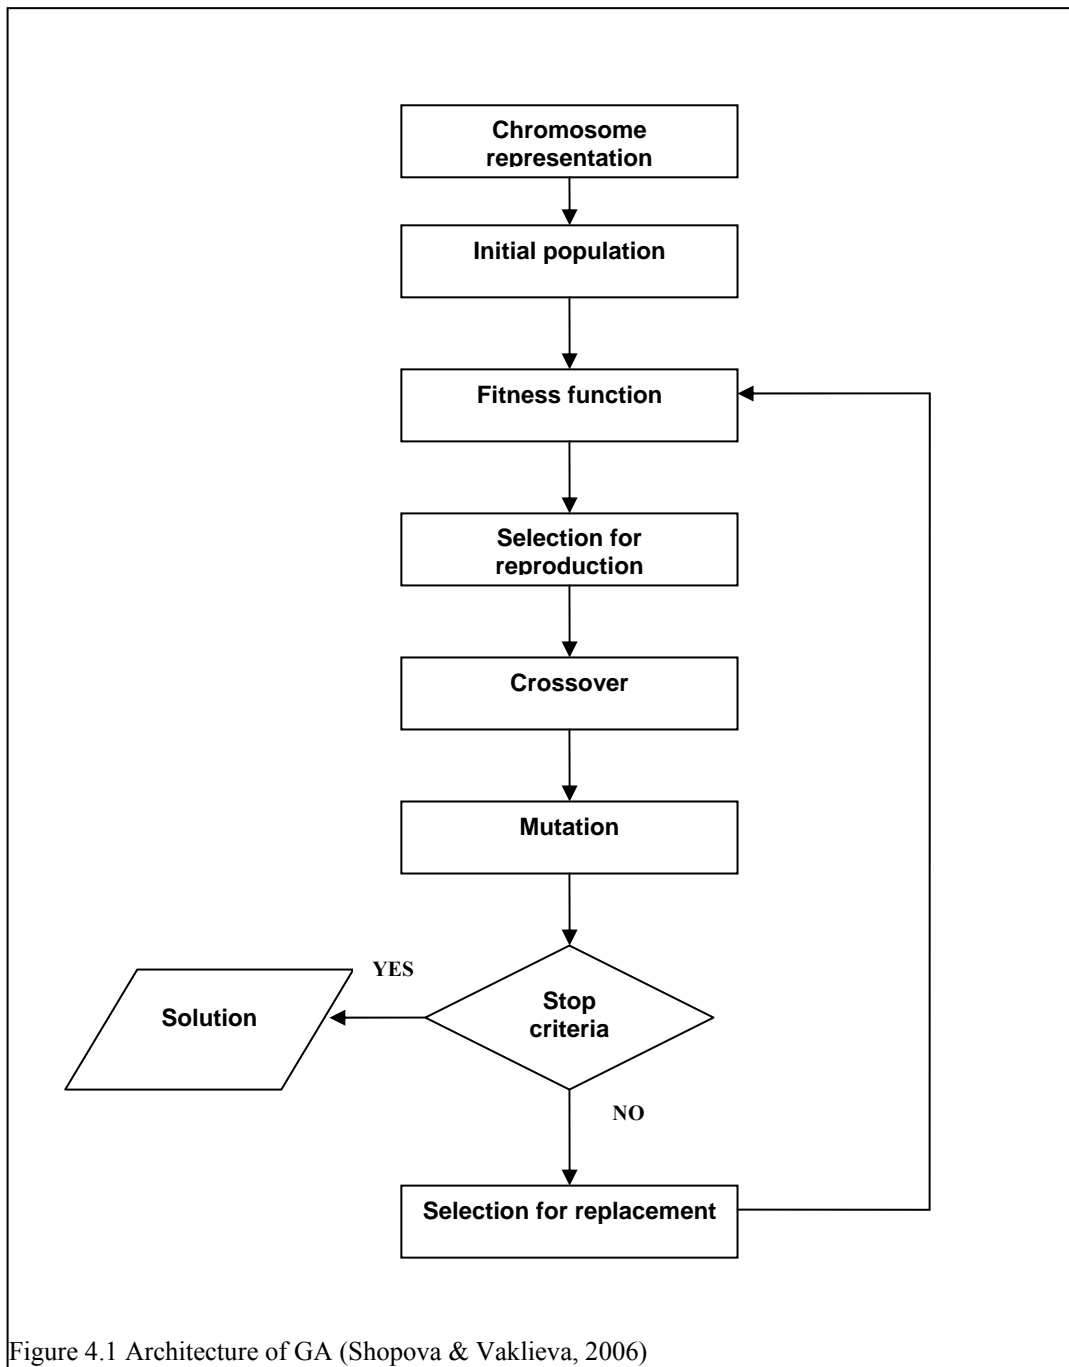 Chromosome
representation
Initial population
Fitness function
Selection for
reproduction
Crossover
Mutation
YES
Solution
Stop
criteria
NO
Selection for replacement
Figure 4.1 Architecture of GA (Shopova & Vaklieva, 2006)